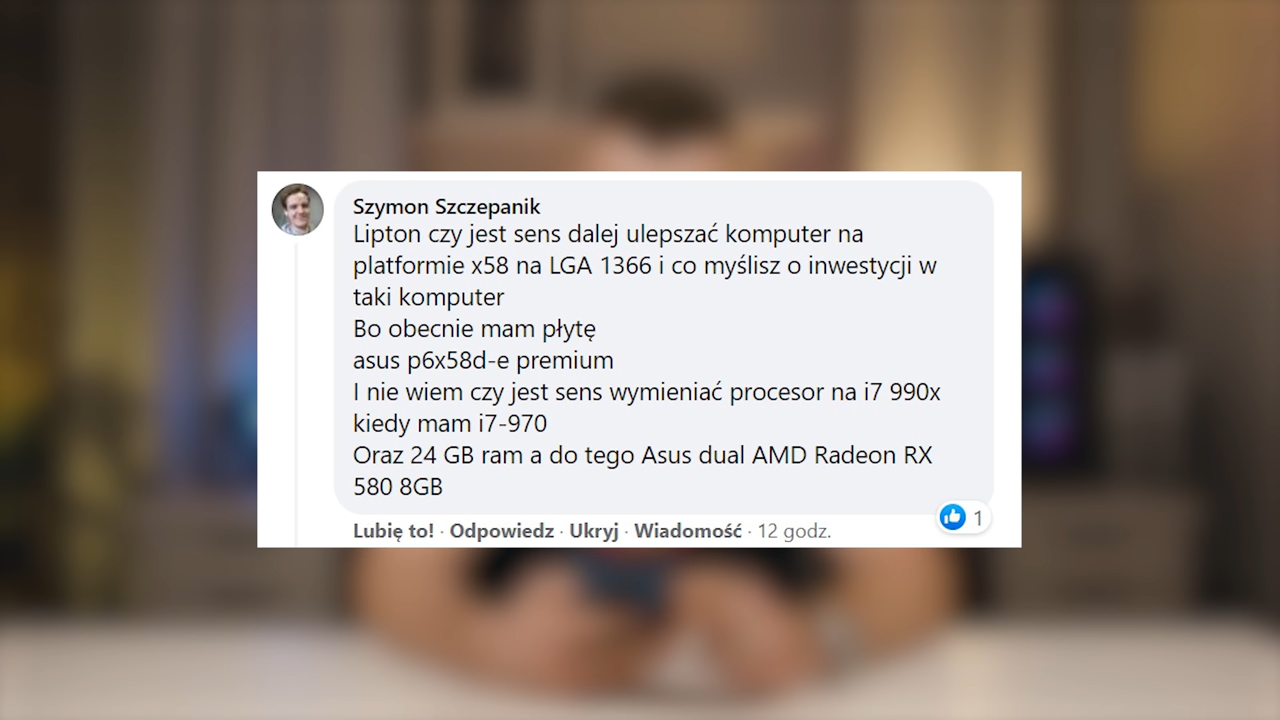 Szymon Szczepanik
Lipton czy jest sens dalej ulepszać komputer na
platformie x58 na LGA 1366 i co myślisz o inwestycji w
taki komputer
Bo obecnie mam płytę
asus p6x58d-e premium
I nie wiem czy jest sens wymieniać procesor na i7 990x
kiedy mam i7-970
Oraz 24 GB ram a do tego Asus dual AMD Radeon RX
580 8GB
1
Lubię to! · Odpowiedz · Ukryj · Wiadomość · 12 godz.